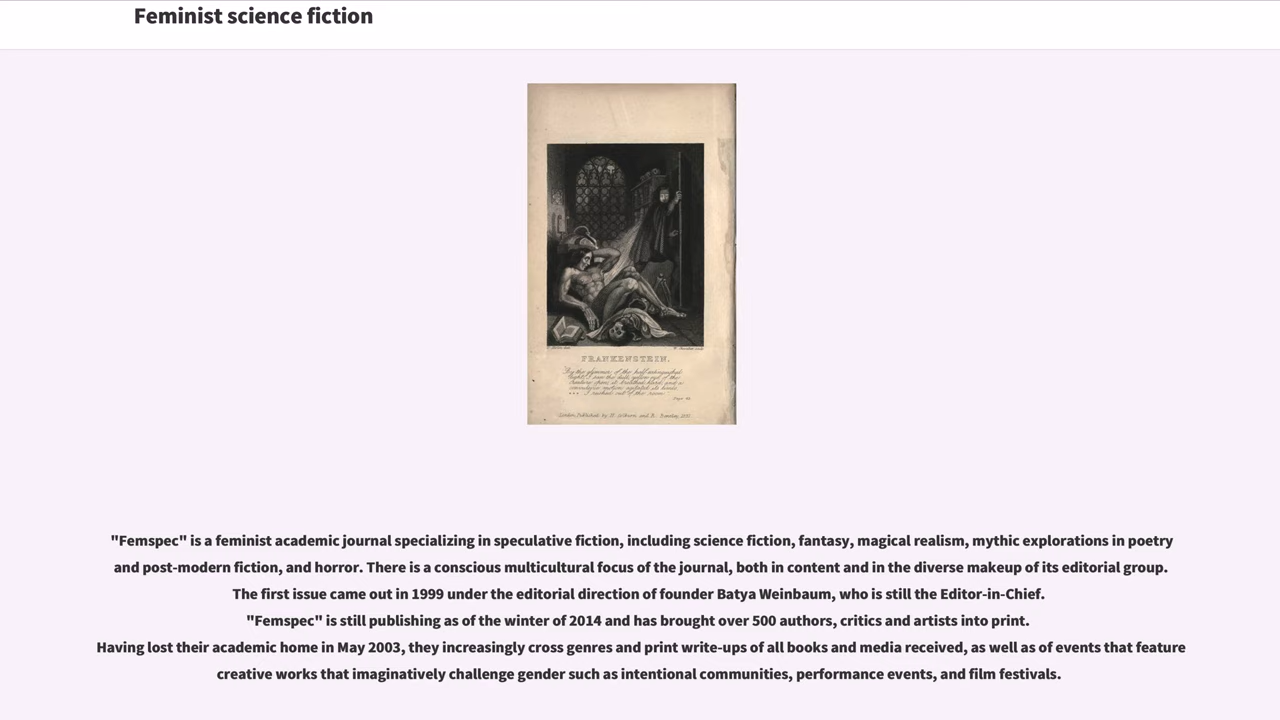 Feminist science fiction
FRANKENSTEIN.
"Femspec" is a feminist academic journal specializing in speculative fiction, including science fiction, fantasy, magical realism, mythic explorations in poetry
and post-modern fiction, and horror. There is a conscious multicultural focus of the journal, both in content and in the diverse makeup of its editorial group.
The first issue came out in 1999 under the editorial direction of founder Batya Weinbaum, who is still the Editor-in-Chief.
"Femspec" is still publishing as of the winter of 2014 and has brought over 500 authors, critics and artists into print.
Having lost their academic home in May 2003, they increasingly cross genres and print write-ups of all books and media received, as well as of events that feature
creative works that imaginatively challenge gender such as intentional communities, performance events, and film festivals.